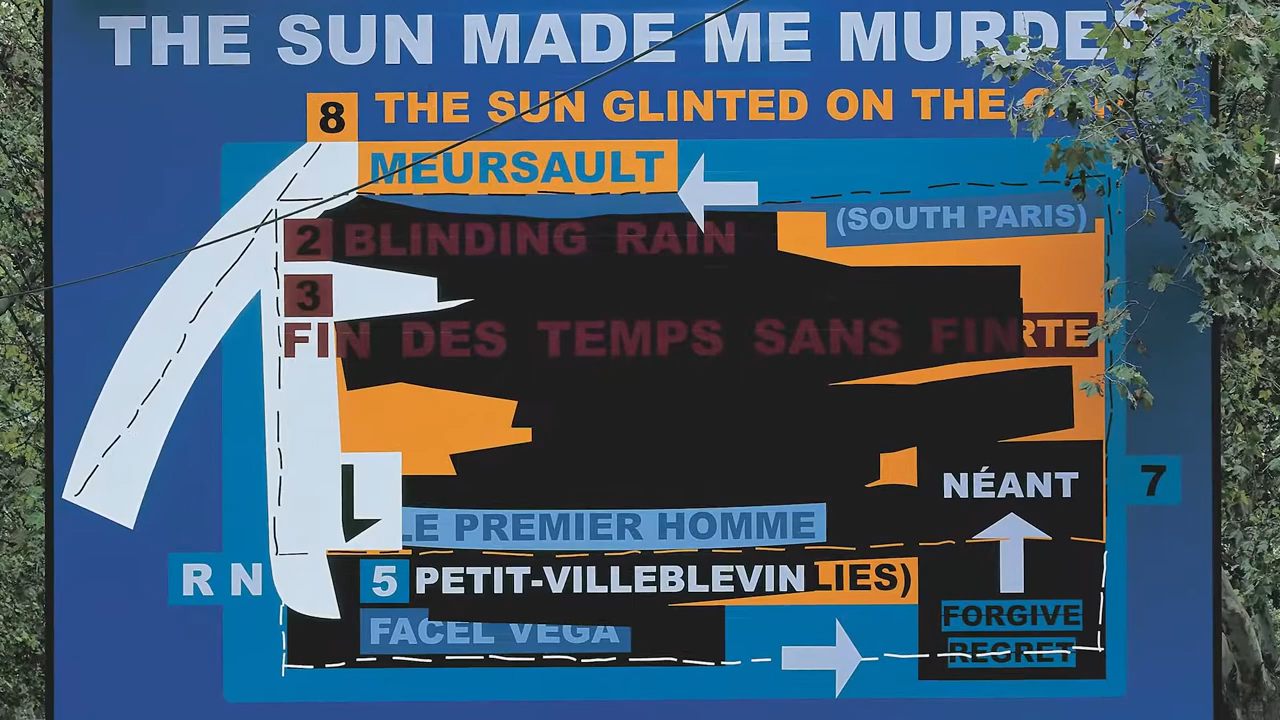 THE SUN MADE ME MURDER
8 THE SUN GLINTED ON THE
MEURSAULT
(SOUTH PARIS)
2 BLINDING RAIN
3
FIN DES TEMPS SANS FIN RTE
NÉANT
7
1
LE PREMIER HOMME
R N 5 PETIT-VILLEBLEVIN LIES)
FORGIVE
FACEL VEGA
REGRET